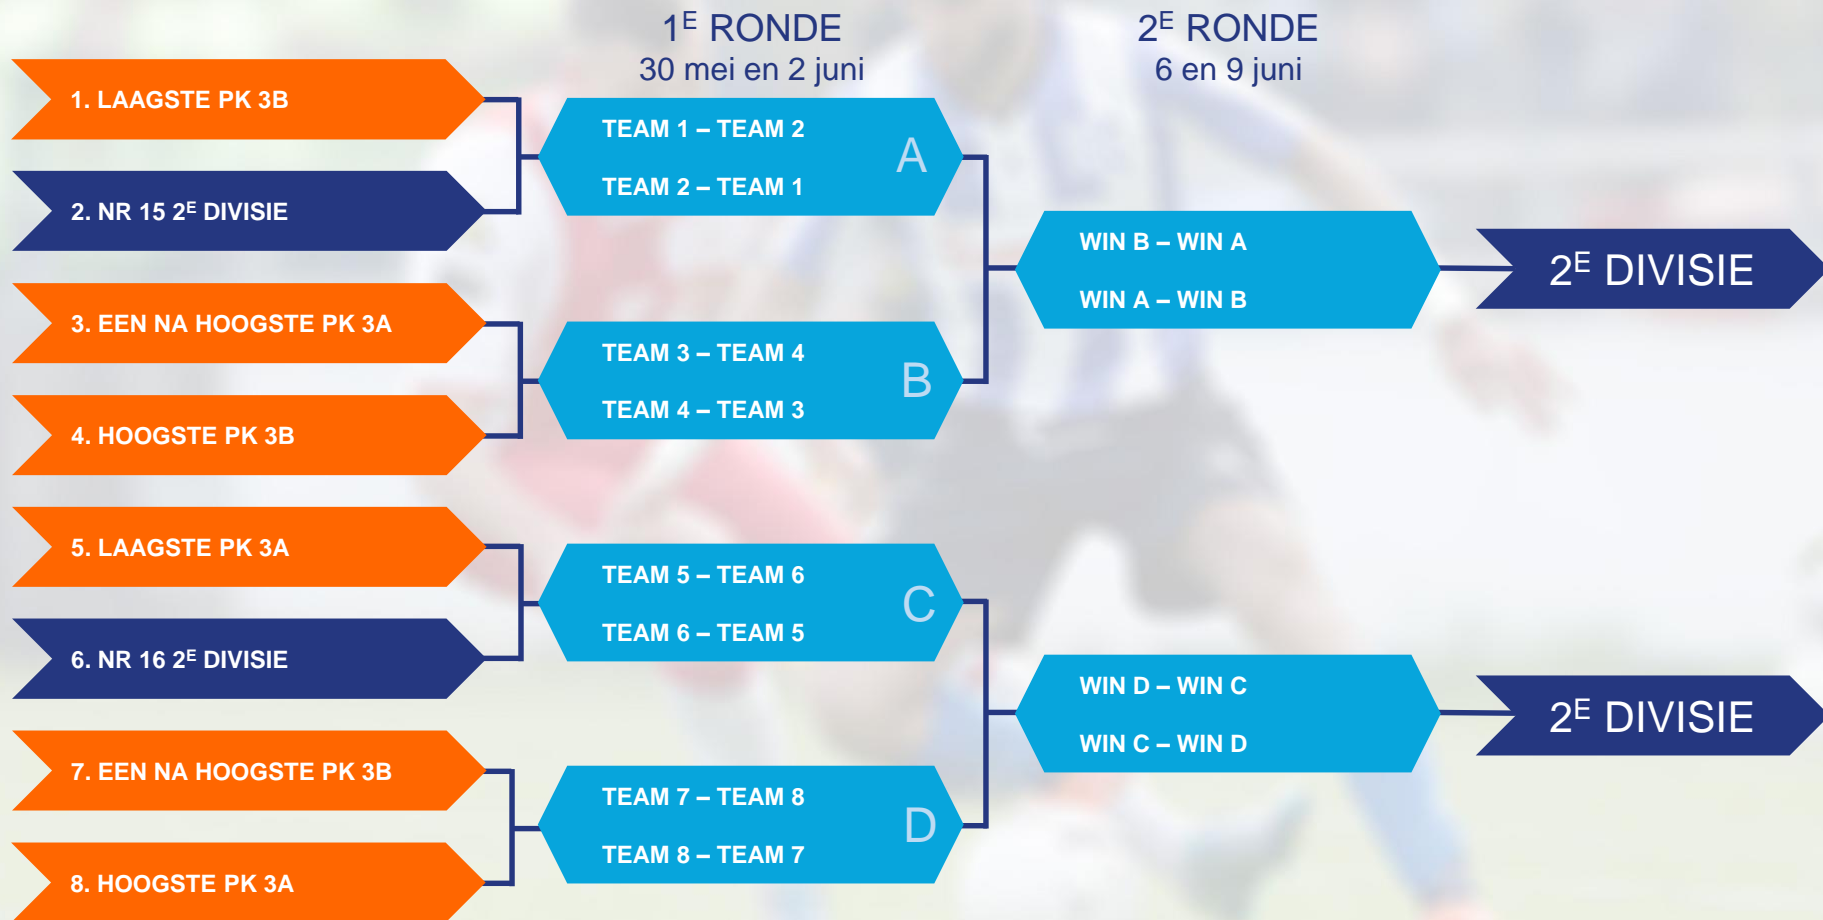 1E RONDE
30 mei en 2 juni
2E RONDE
6 en 9 juni
1. LAAGSTE PK 3B
2. NR 15 2E DIVISIE
3. EEN NA HOOGSTE PK 3A
4. HOOGSTE PK 3B
5. LAAGSTE PK 3A
6. NR 16 2E DIVISIE
7. EEN NA HOOGSTE PK 3B
8. HOOGSTE PK 3A
TEAM 1 – TEAM 2
TEAM 2 – TEAM 1
A
TEAM 3 – TEAM 4
TEAM 4 – TEAM 3
B
TEAM 5 – TEAM 6
TEAM 6 – TEAM 5
C
TEAM 7 – TEAM 8
TEAM 8 – TEAM 7
D
WIN B – WIN A
WIN A – WIN B
WIN D – WIN C
WIN C – WIN D
2E DIVISIE
2E DIVISIE